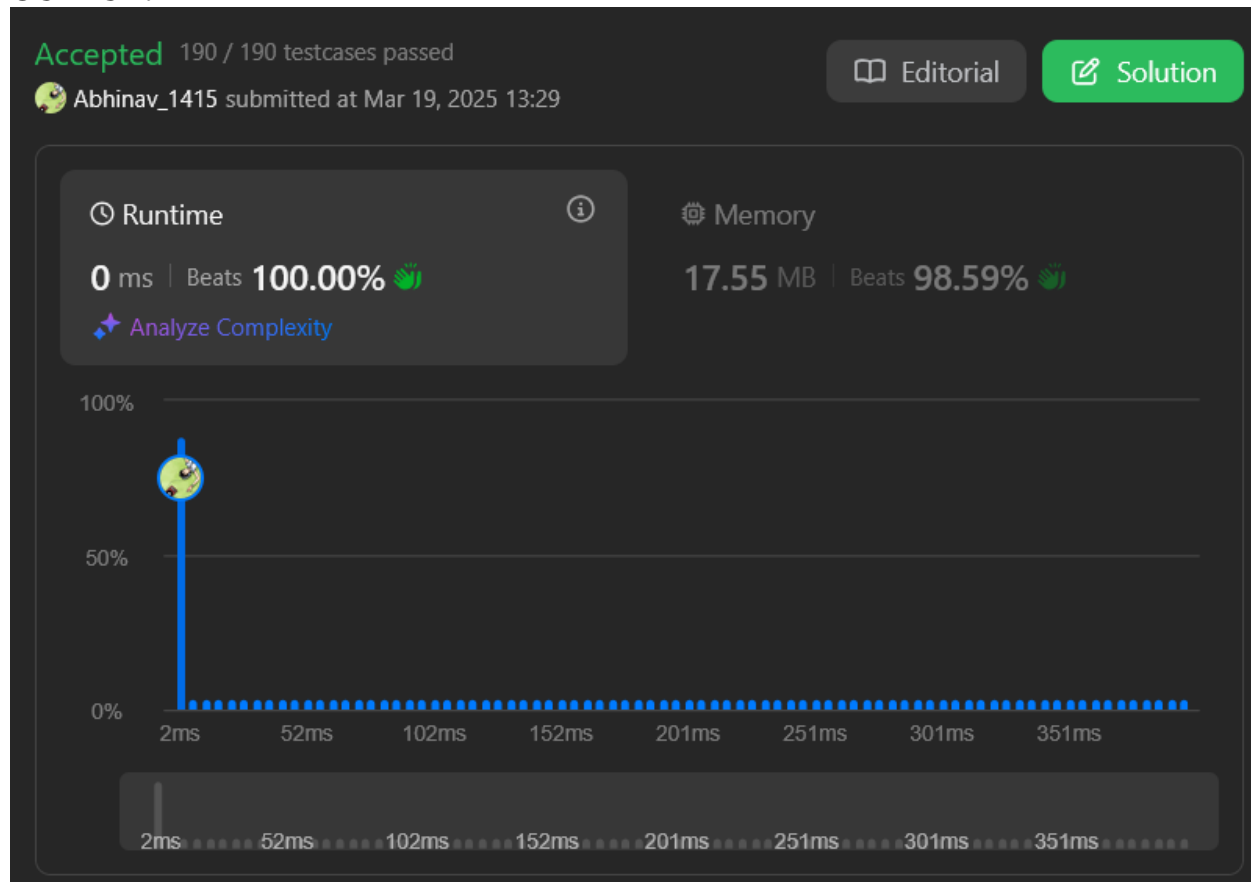 Accepted 190 / 190 testcases passed
Editorial
Solution
Abhinav_1415 submitted at Mar 19, 2025 13:29
Runtime
0 ms | Beats 100.00%
Analyze Complexity
Memory
17.55 MB | Beats 98.59%
100%
50%
0%
2ms 52ms 102ms 152ms 201ms 251ms 301ms 351ms
2ms 52ms 102ms 152ms 201ms 251ms 301ms 351ms